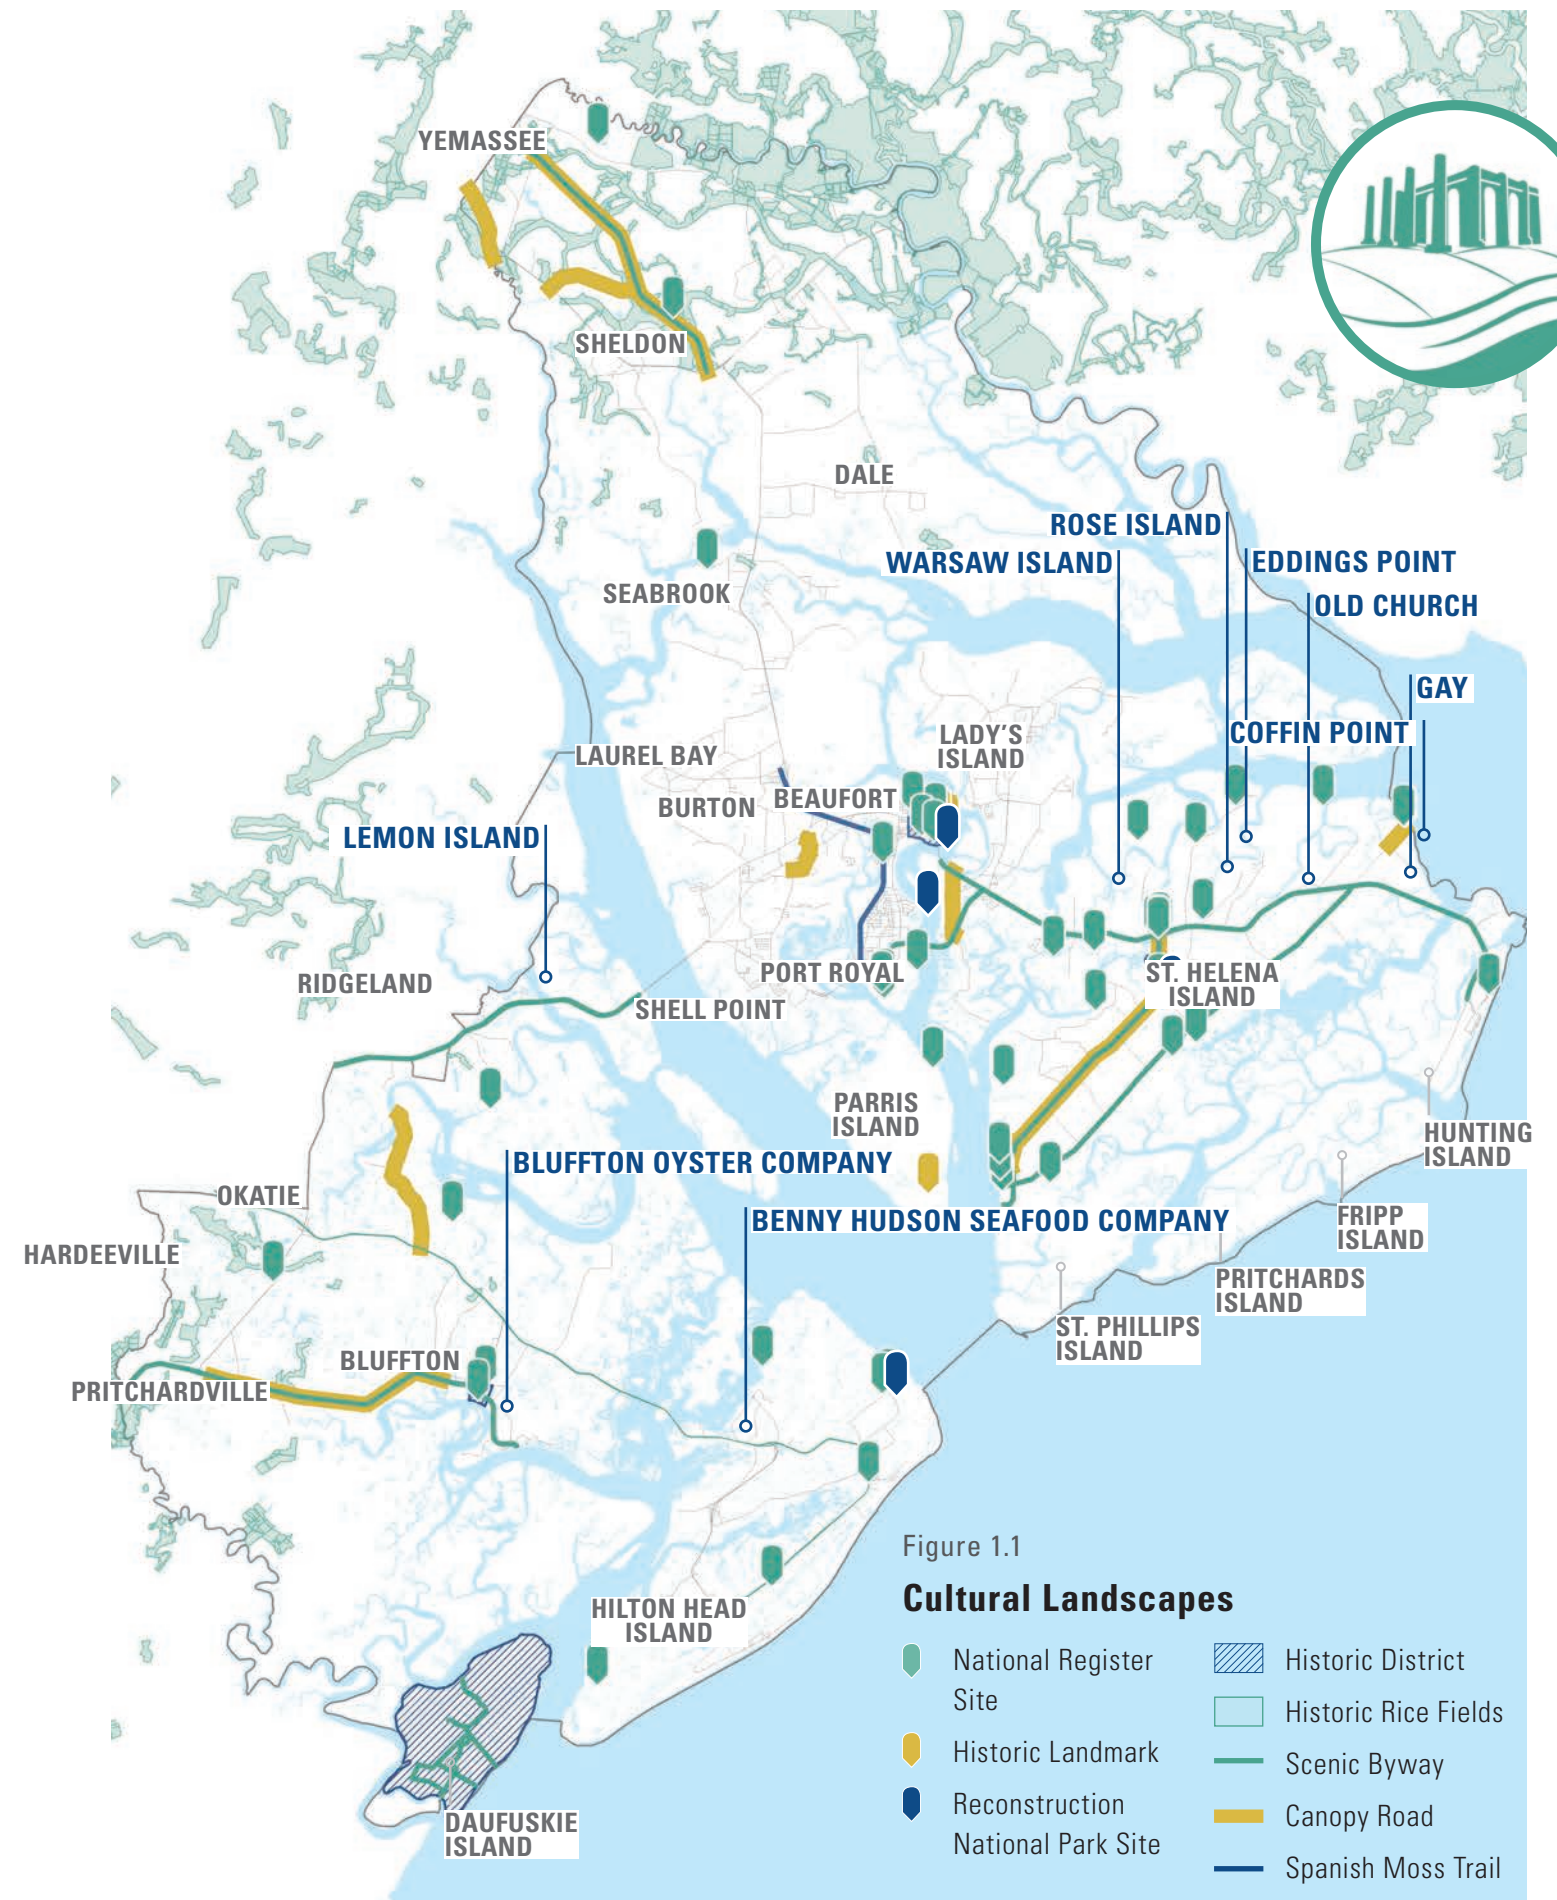 YEMASSEE
SHELDON
DALE
ROSE ISLAND
WARSAW ISLAND
EDDINGS POINT
SEABROOK
OLD CHURCH
GAY
COFFIN POINT
LADY'S
ISLAND
LAUREL BAY
BURTON
BEAUFORT
LEMON ISLAND
RIDGELAND
PORT ROYAL
ST. HELENA
ISLAND
SHELL POINT
PARRIS
ISLAND
HUNTING
ISLAND
BLUFFTON OYSTER COMPANY
OKATIE
BENNY HUDSON SEAFOOD COMPANY
FRIPP
ISLAND
HARDEEVILLE
PRITCHARDS
ISLAND
ST. PHILLIPS
ISLAND
BLUFFTON
PRITCHARDVILLE
HILTON HEAD
ISLAND
DAUFUSKIE
ISLAND
Figure 1.1
Cultural Landscapes
National Register
Site
Historic Landmark
Reconstruction
National Park Site
Historic District
Historic Rice Fields
Scenic Byway
Canopy Road
Spanish Moss Trail